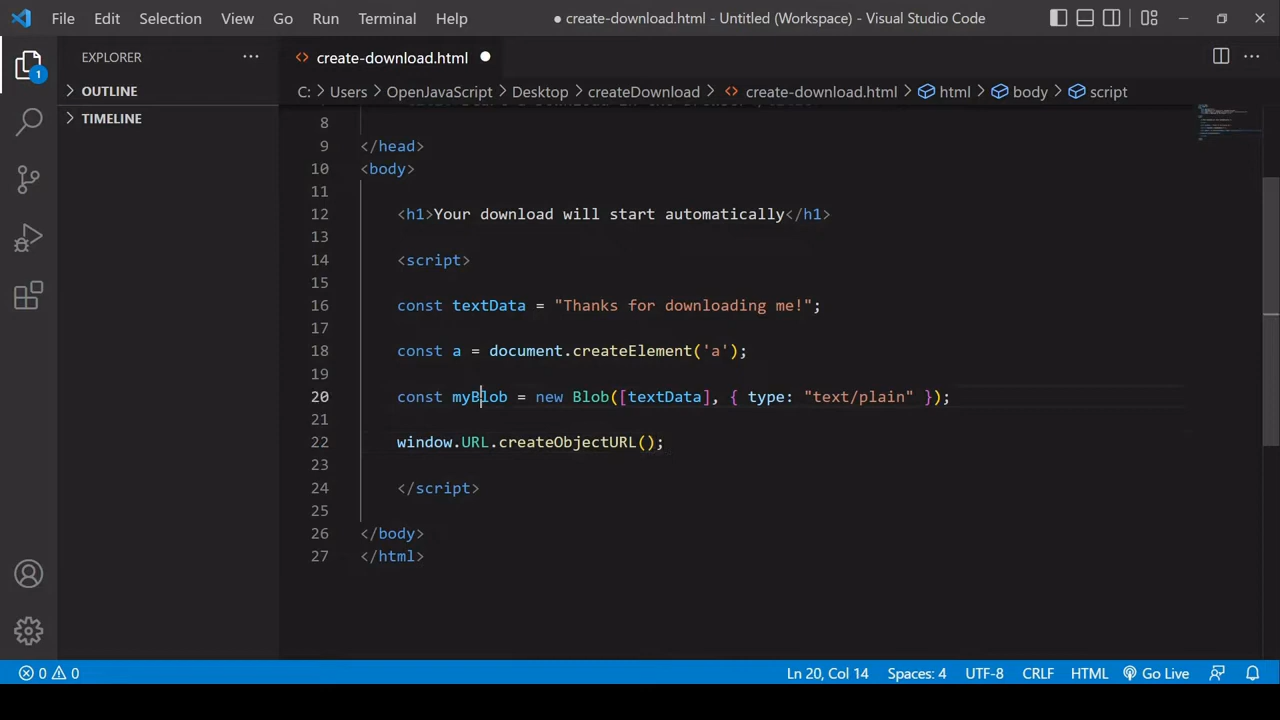 File Edit Selection View Go Run Terminal Help ● create-download.html - Untitled (Workspace) - Visual Studio Code
EXPLORER ··· <> create-download.html ● ···
1
OUTLINE
C: > Users > OpenJavaScript > Desktop > createDownload > <> create-download.html > html > body > script
TIMELINE
8
9 </head>
10 <body>
11
12 <h1>Your download will start automatically</h1>
13
14 <script>
15
16 const textData = "Thanks for downloading me!";
17
18 const a = document.createElement('a');
19
20 const myBlob = new Blob([textData], { type: "text/plain" });
21
22 window.URL.createObjectURL();
23
24 </script>
25
26 </body>
27 </html>
0 0 Ln 20, Col 14 Spaces: 4 UTF-8 CRLF HTML Go Live